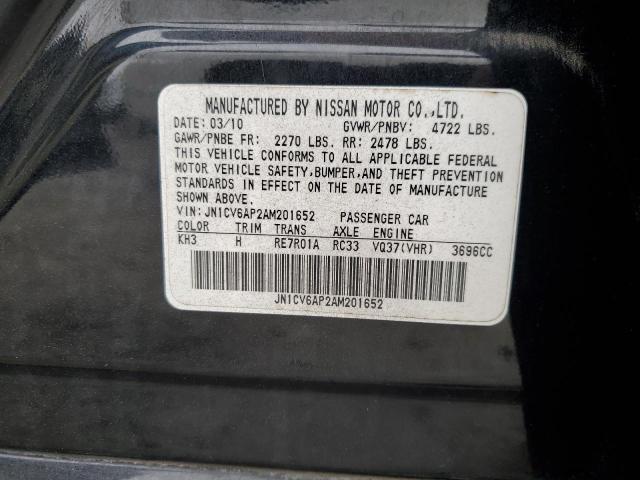 MANUFACTURED BY NISSAN MOTOR CO.,LTD.
DATE: 03/10 GVWR/PNBV: 4722 LBS.
GAWR/PNBE FR: 2270 LBS. RR: 2478 LBS.
THIS VEHICLE CONFORMS TO ALL APPLICABLE FEDERAL
MOTOR VEHICLE SAFETY,BUMPER,AND THEFT PREVENTION
STANDARDS IN EFFECT ON THE DATE OF MANUFACTURE
SHOWN ABOVE.
VIN: JN1CV6AP2AM201652 PASSENGER CAR
COLOR TRIM TRANS AXLE ENGINE
KH3 H RE7R01A RC33 VQ37(VHR) 3696CC
JN1CV6AP2AM201652